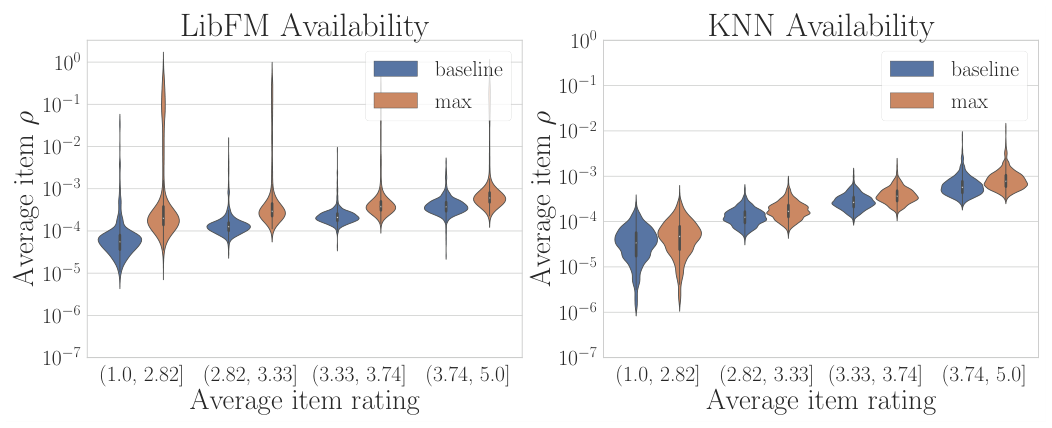 LibFM Availability
Average item ρ
10⁰
10⁻¹
10⁻²
10⁻³
10⁻⁴
10⁻⁵
10⁻⁶
10⁻⁷
baseline
max
(1.0, 2.82]
(2.82, 3.33]
(3.33, 3.74]
(3.74, 5.0]
Average item rating
KNN Availability
Average item ρ
10⁰
10⁻¹
10⁻²
10⁻³
10⁻⁴
10⁻⁵
10⁻⁶
10⁻⁷
baseline
max
(1.0, 2.82]
(2.82, 3.33]
(3.33, 3.74]
(3.74, 5.0]
Average item rating